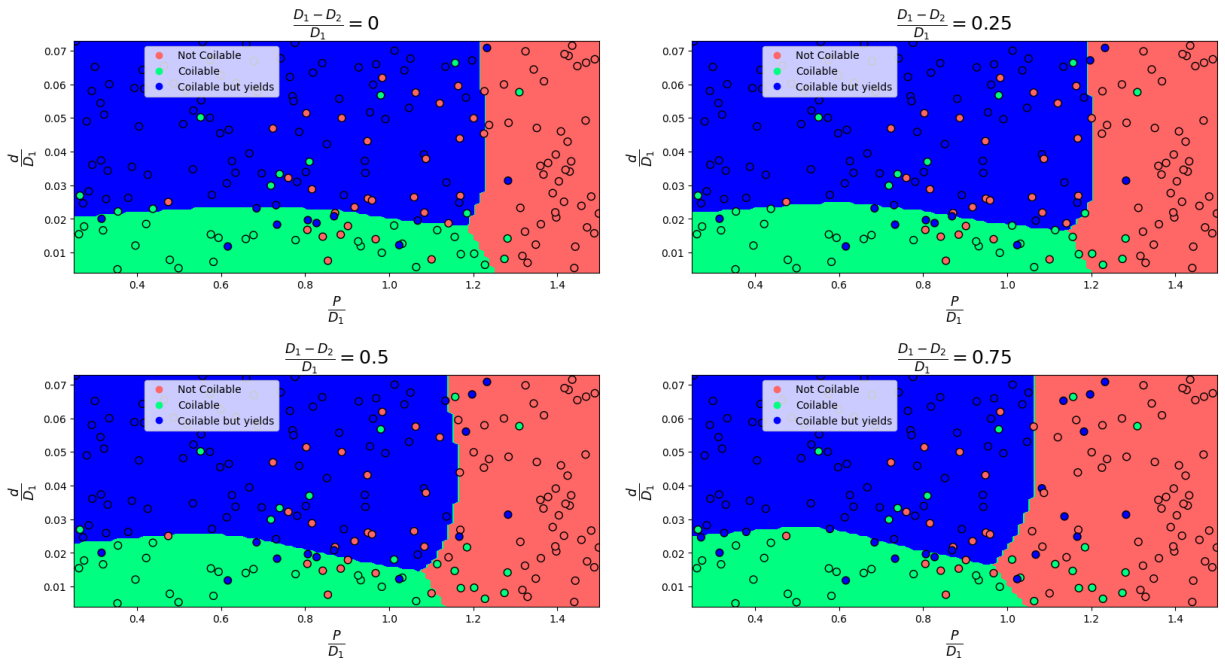 (D₁ − D₂)/D₁ = 0
Not Coilable
Coilable
Coilable but yields
0.07
0.06
0.05
0.04
0.03
0.02
0.01
d/D₁
0.4 0.6 0.8 1.0 1.2 1.4
P/D₁
(D₁ − D₂)/D₁ = 0.25
Not Coilable
Coilable
Coilable but yields
0.07
0.06
0.05
0.04
0.03
0.02
0.01
d/D₁
0.4 0.6 0.8 1.0 1.2 1.4
P/D₁
(D₁ − D₂)/D₁ = 0.5
Not Coilable
Coilable
Coilable but yields
0.07
0.06
0.05
0.04
0.03
0.02
0.01
d/D₁
0.4 0.6 0.8 1.0 1.2 1.4
P/D₁
(D₁ − D₂)/D₁ = 0.75
Not Coilable
Coilable
Coilable but yields
0.07
0.06
0.05
0.04
0.03
0.02
0.01
d/D₁
0.4 0.6 0.8 1.0 1.2 1.4
P/D₁